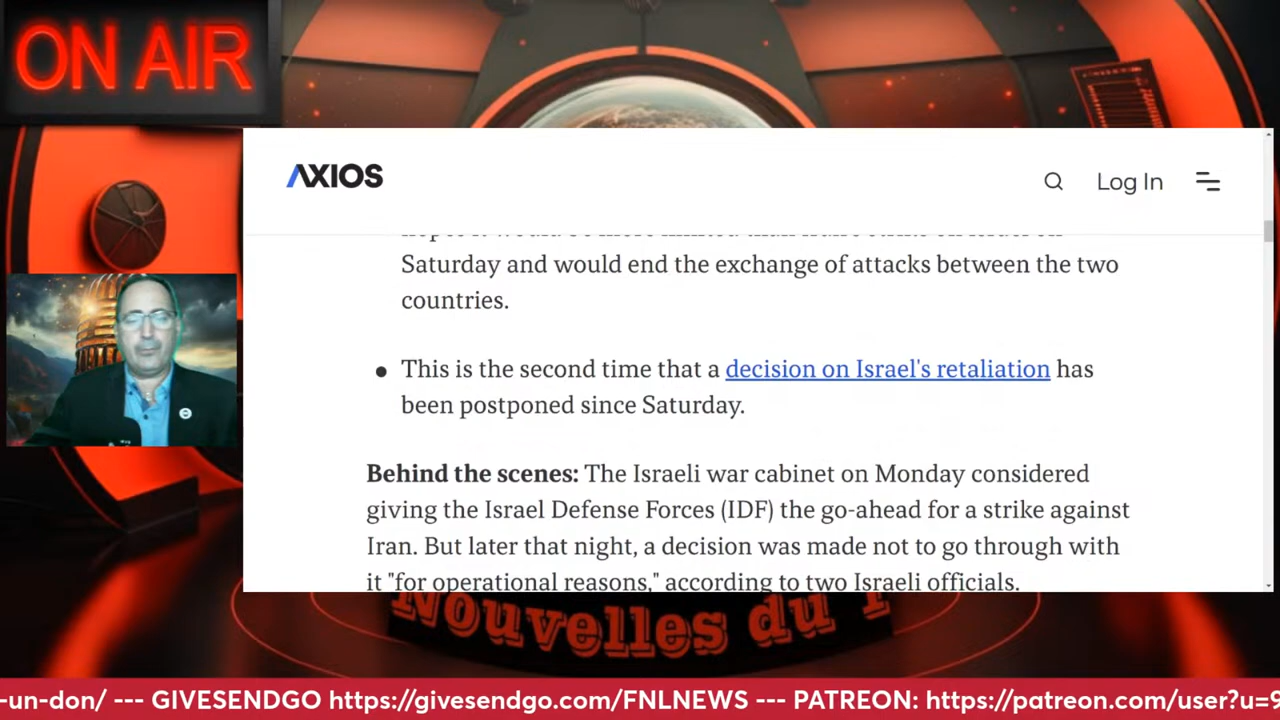 ON AIR
AXIOS
Log In
Saturday and would end the exchange of attacks between the two
countries.
• This is the second time that a decision on Israel's retaliation has
been postponed since Saturday.
Behind the scenes: The Israeli war cabinet on Monday considered
giving the Israel Defense Forces (IDF) the go-ahead for a strike against
Iran. But later that night, a decision was made not to go through with
it "for operational reasons," according to two Israeli officials.
Nouvelles du
-un-don/ --- GIVESENDGO https://givesendgo.com/FNLNEWS --- PATREON: https://patreon.com/user?u=9